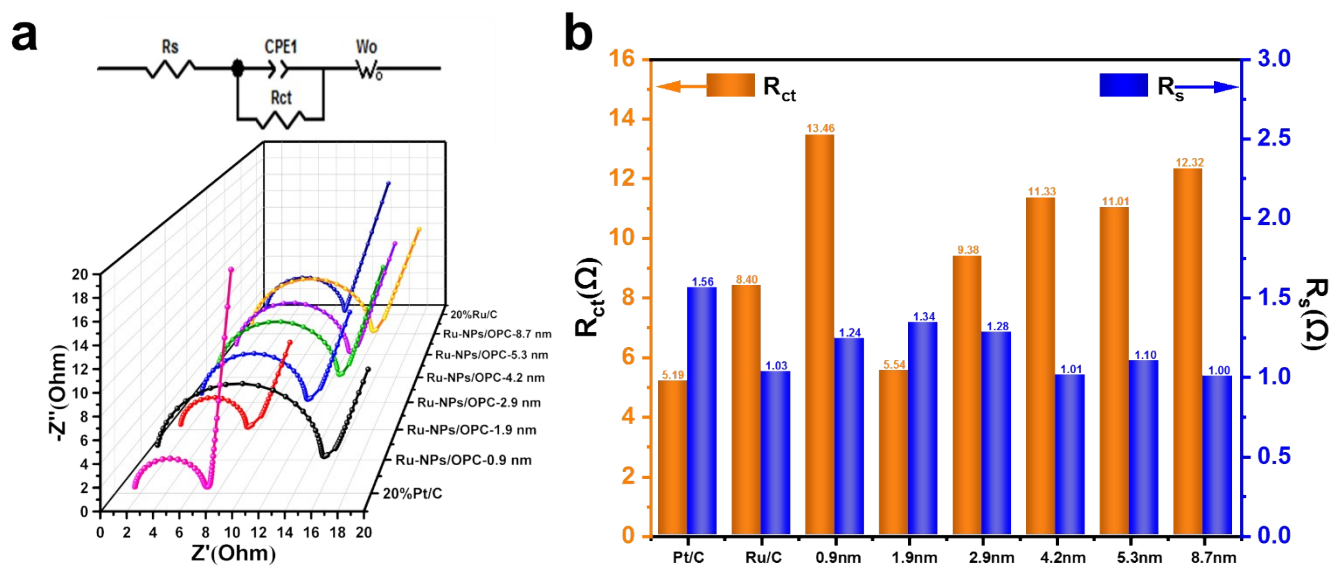 a
Rs
CPE1
Wo
o
Rct
20
18
16
14
12
10
8
6
4
2
0
-Z''(Ohm)
0 2 4 6 8 10 12 14 16 18 20
Z'(Ohm)
20%Ru/C
Ru-NPs/OPC-8.7 nm
Ru-NPs/OPC-5.3 nm
Ru-NPs/OPC-4.2 nm
Ru-NPs/OPC-2.9 nm
Ru-NPs/OPC-1.9 nm
Ru-NPs/OPC-0.9 nm
20%Pt/C
b
16
14
12
10
8
6
4
2
0
Rct(Ω)
Rct
Rs
5.19 1.56 8.40 1.03 13.46 1.24 5.54 1.34 9.38 1.28 11.33 1.01 11.01 1.10 12.32 1.00
Pt/C Ru/C 0.9nm 1.9nm 2.9nm 4.2nm 5.3nm 8.7nm
3.0
2.5
2.0
1.5
1.0
0.5
0.0
Rs(Ω)